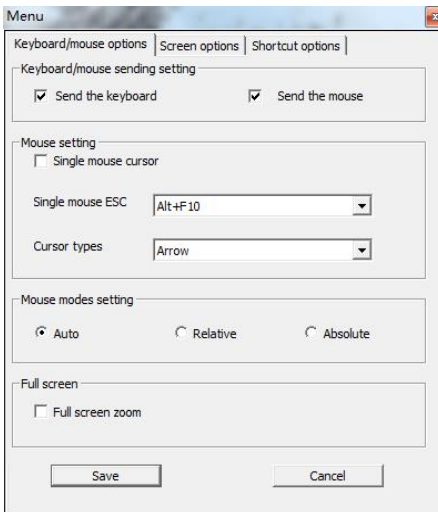 Menu
Keyboard/mouse options Screen options Shortcut options
Keyboard/mouse sending setting
Send the keyboard Send the mouse
Mouse setting
Single mouse cursor
Single mouse ESC Alt+F10
Cursor types Arrow
Mouse modes setting
Auto Relative Absolute
Full screen
Full screen zoom
Save Cancel